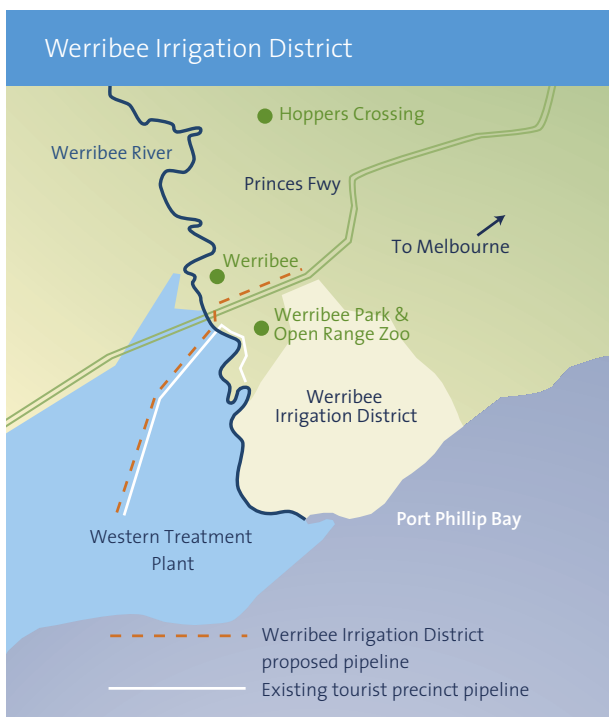 Werribee Irrigation District
Hoppers Crossing
Werribee River
Princes Fwy
To Melbourne
Werribee
Werribee Park &
Open Range Zoo
Werribee
Irrigation District
Port Phillip Bay
Western Treatment
Plant
Werribee Irrigation District
proposed pipeline
Existing tourist precinct pipeline